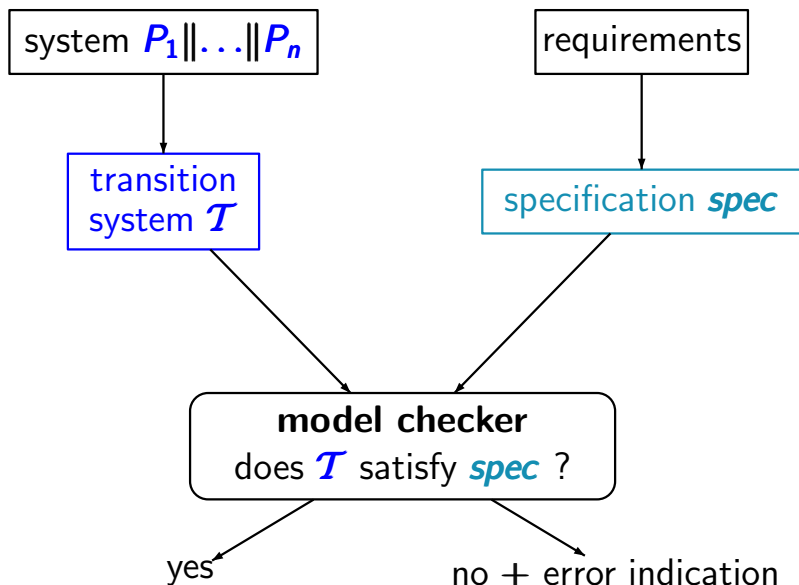 system P₁‖...‖Pₙ
requirements
transition
system 𝒯
specification spec
model checker
does 𝒯 satisfy spec ?
yes
no + error indication